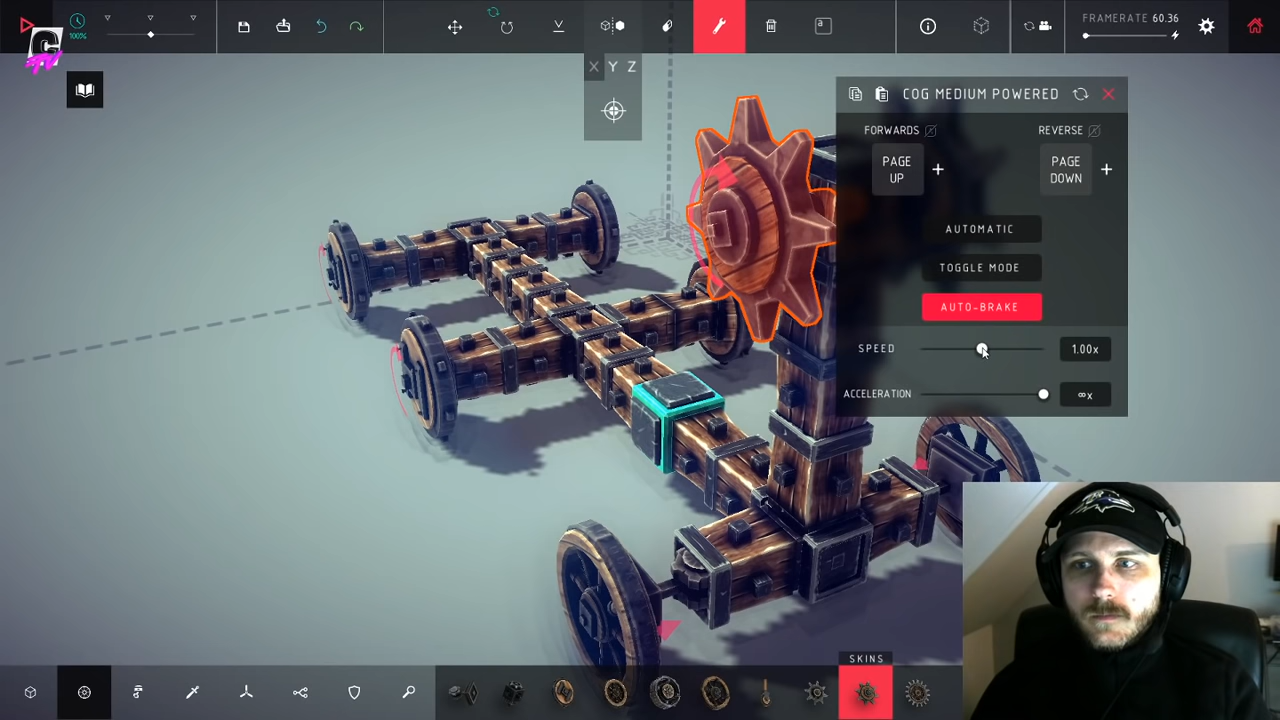 100%
a
FRAMERATE 60.36
X Y Z
COG MEDIUM POWERED
FORWARDS
REVERSE
PAGE UP
+
PAGE DOWN
+
AUTOMATIC
TOGGLE MODE
AUTO-BRAKE
SPEED
1.00x
ACCELERATION
∞x
SKINS